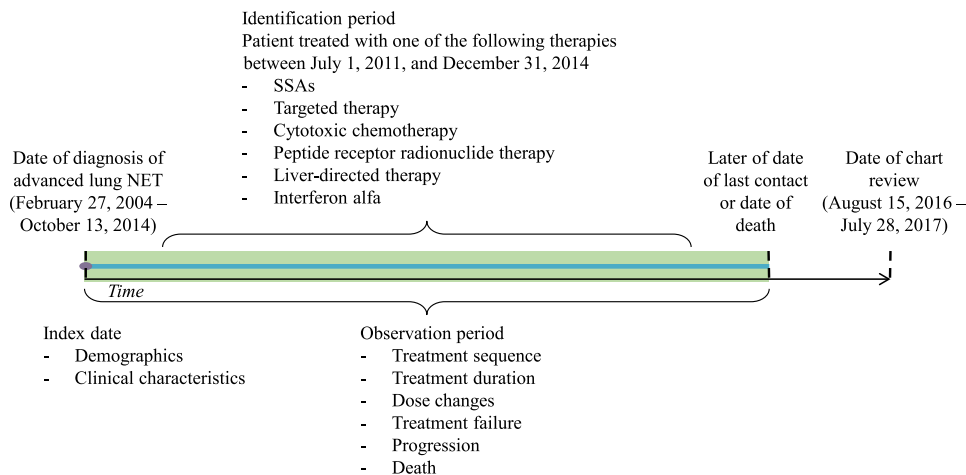 Identification period
Patient treated with one of the following therapies
between July 1, 2011, and December 31, 2014
- SSAs
- Targeted therapy
- Cytotoxic chemotherapy
- Peptide receptor radionuclide therapy
- Liver-directed therapy
- Interferon alfa
Date of diagnosis of
advanced lung NET
(February 27, 2004 –
October 13, 2014)
Later of date
of last contact
or date of
death
Date of chart
review
(August 15, 2016 –
July 28, 2017)
Time
Index date
- Demographics
- Clinical characteristics
Observation period
- Treatment sequence
- Treatment duration
- Dose changes
- Treatment failure
- Progression
- Death